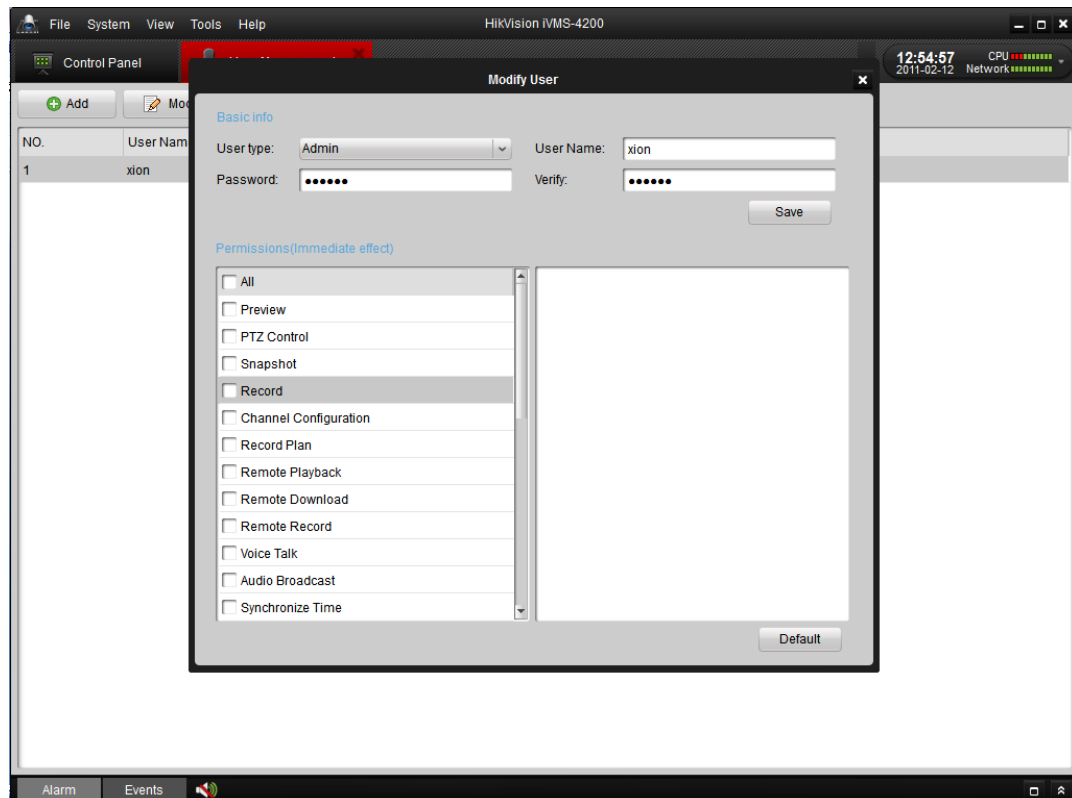 File System View Tools Help HikVision iVMS-4200
Control Panel
12:54:57 CPU
2011-02-12 Network
Modify User
Add
NO. User Nam
1 xion
Basic info
User type: Admin User Name: xion
Password: •••••• Verify: ••••••
Save
Permissions(Immediate effect)
All
Preview
PTZ Control
Snapshot
Record
Channel Configuration
Record Plan
Remote Playback
Remote Download
Remote Record
Voice Talk
Audio Broadcast
Synchronize Time
Default
Alarm Events